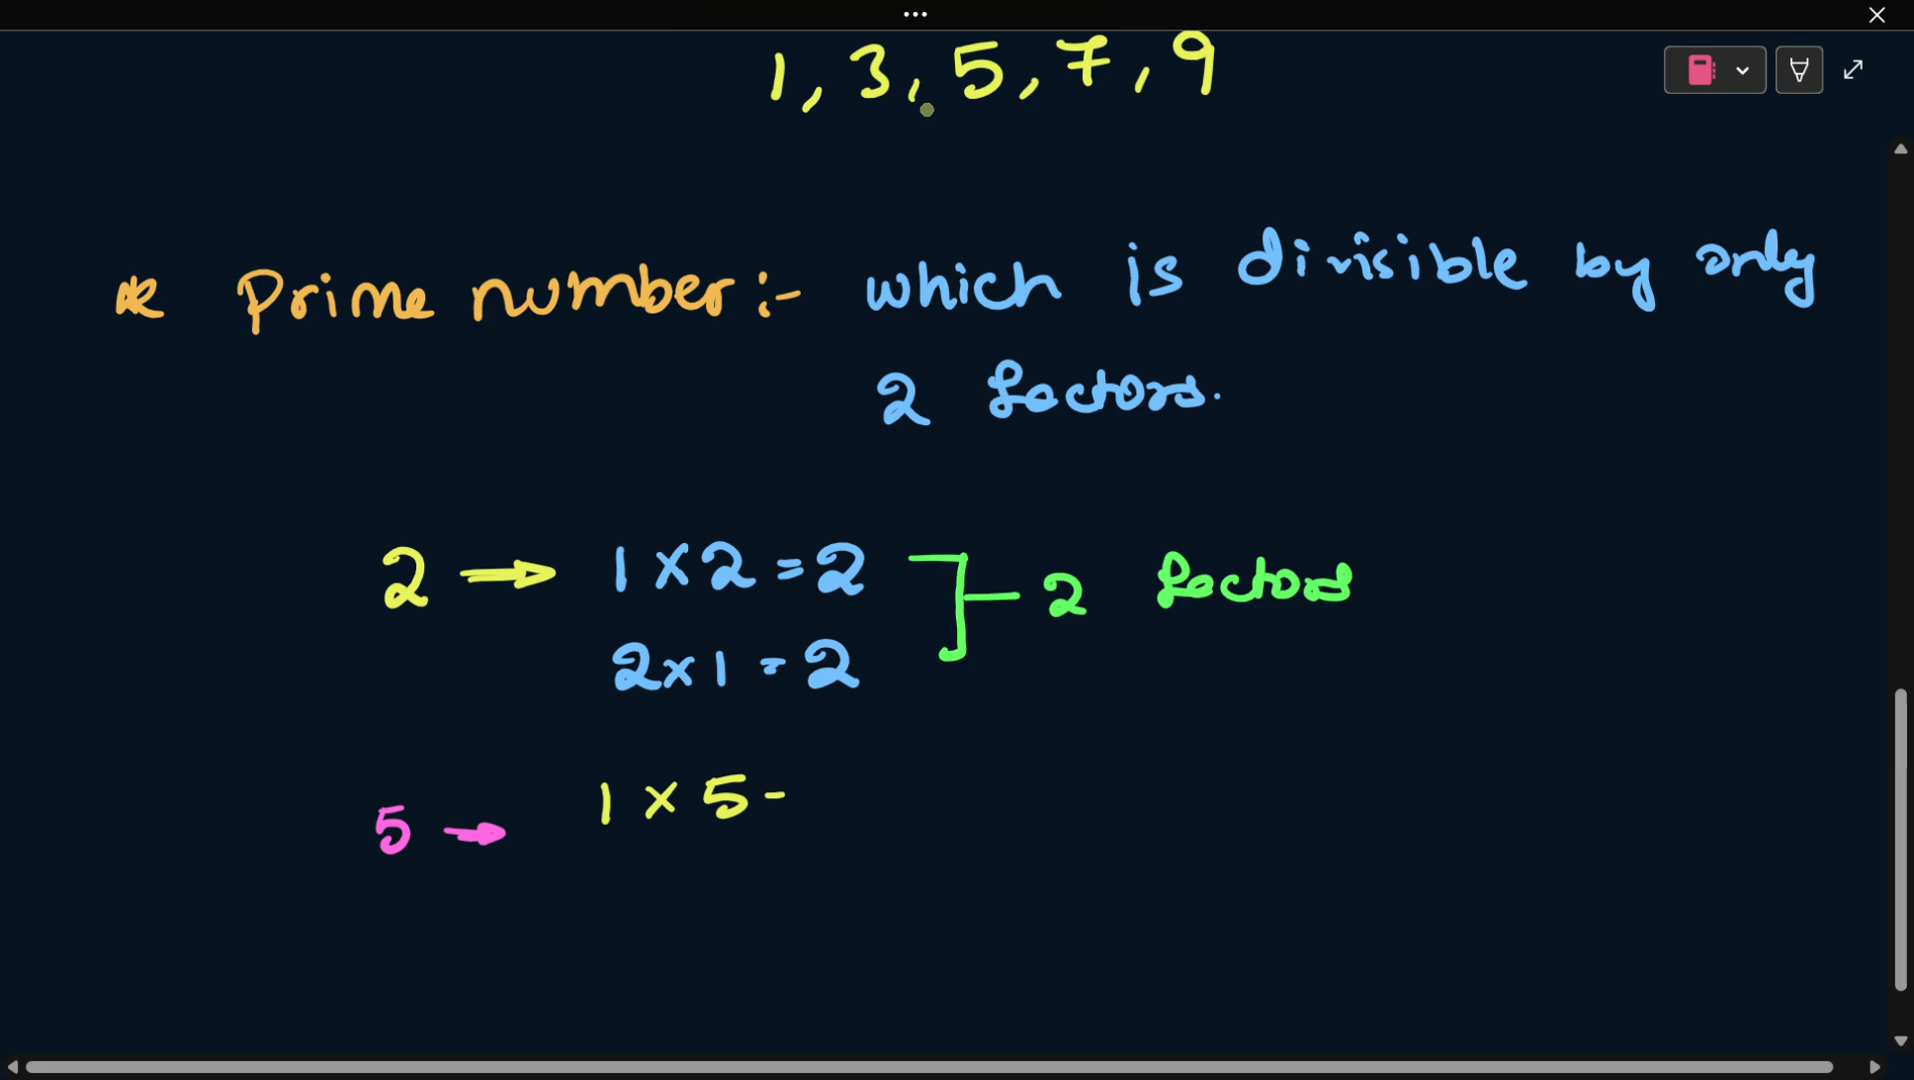 1, 3, 5, 7, 9
* Prime number :- which is divisible by only
2 factors.
2 → 1 × 2 = 2 ] - 2 factors
2 × 1 = 2
5 → 1 × 5 -